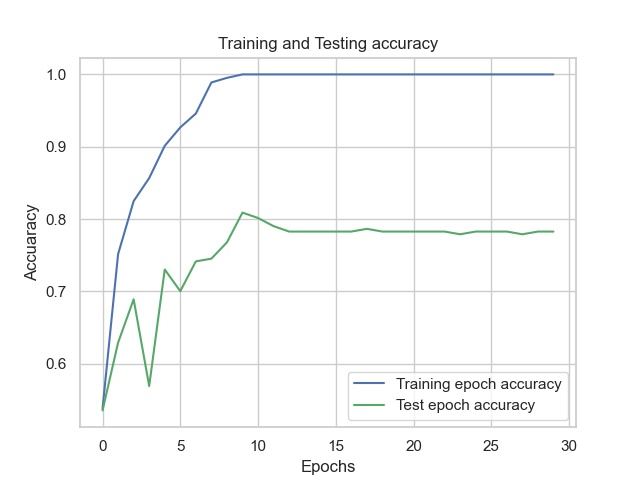 Training and Testing accuracy
1.0
0.9
0.8
0.7
0.6
Accuaracy
Training epoch accuracy
Test epoch accuracy
0 5 10 15 20 25 30
Epochs